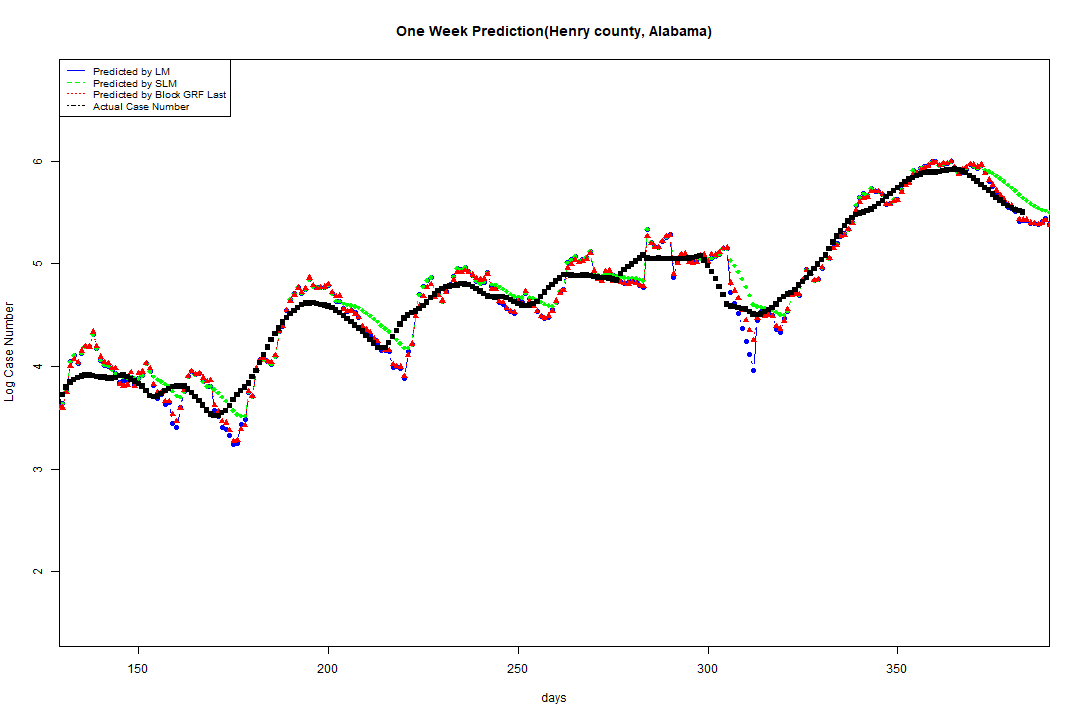 One Week Prediction(Henry county, Alabama)
Predicted by LM
Predicted by SLM
Predicted by Block GRF Last
Actual Case Number
6
5
4
3
2
Log Case Number
150 200 250 300 350
days